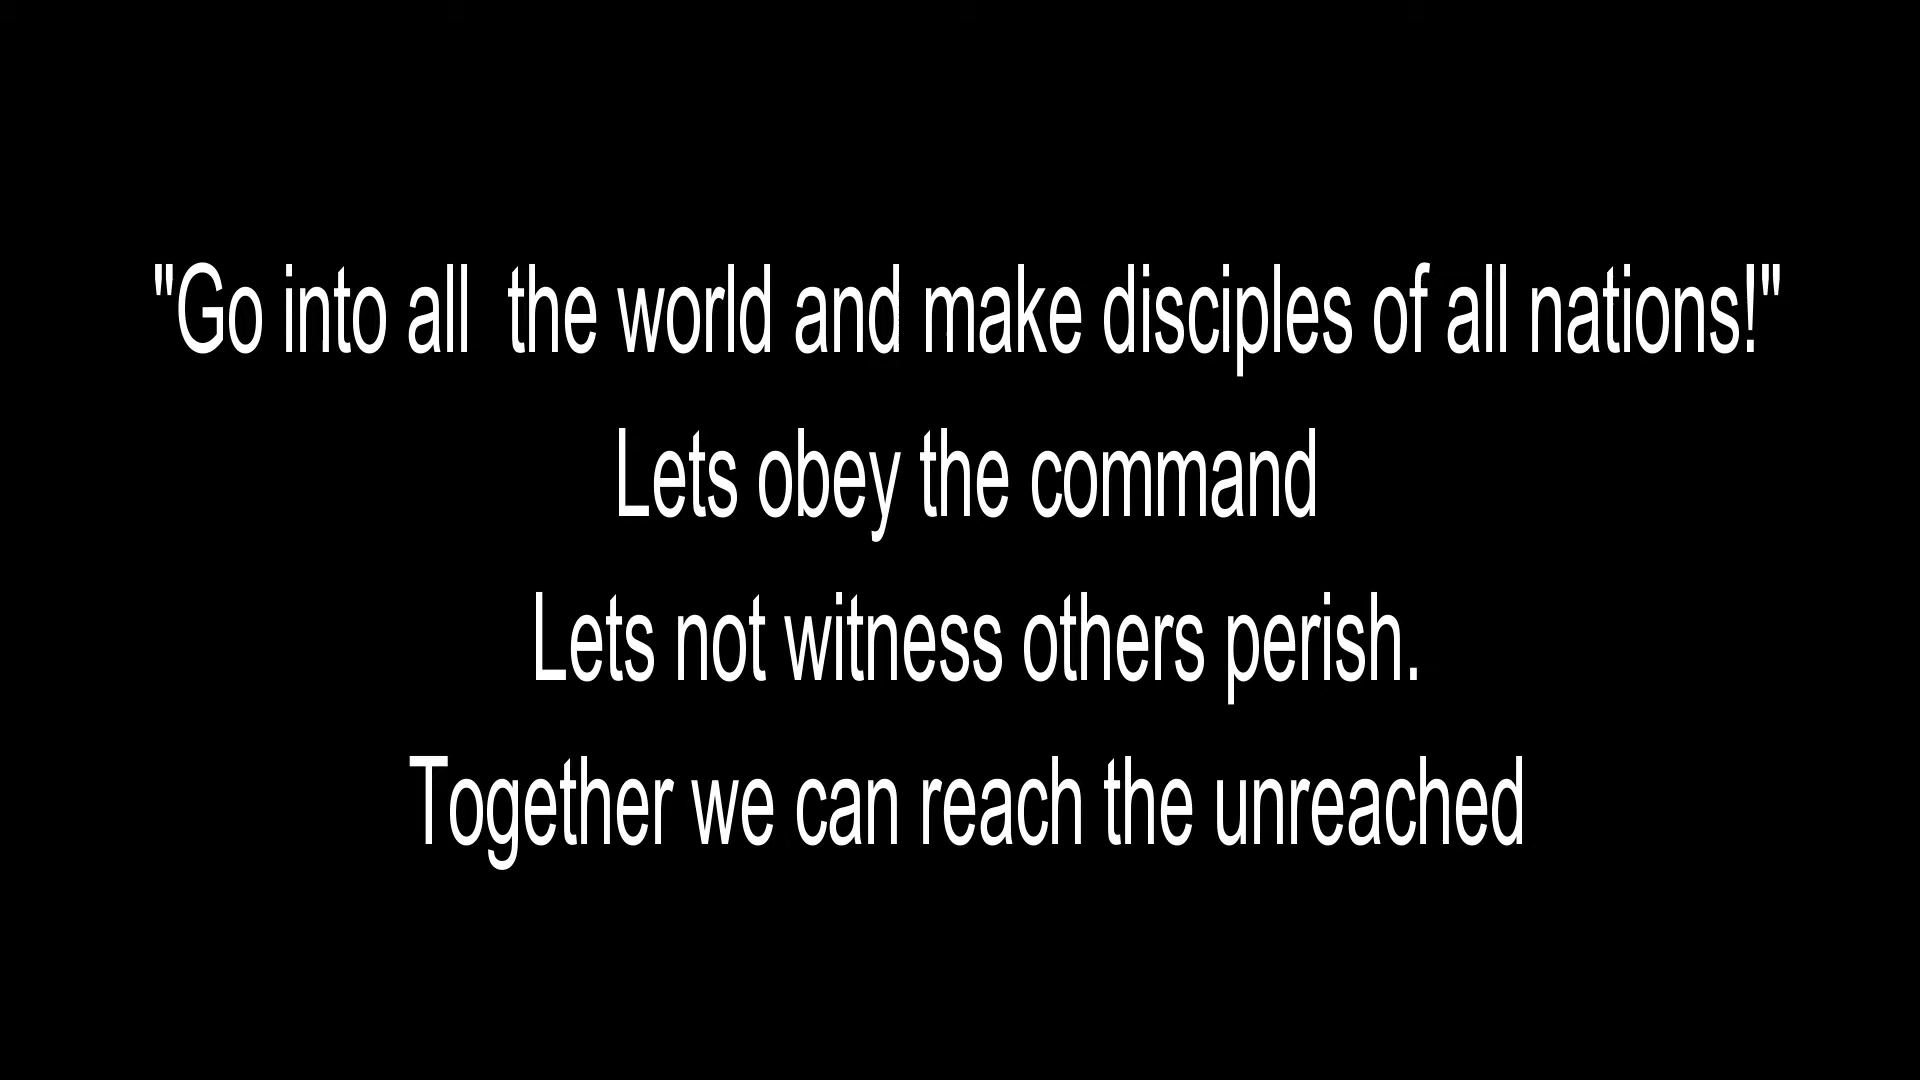 "Go into all  the world and make disciples of all nations!"
Lets obey the command
Lets not witness others perish.
Together we can reach the unreached